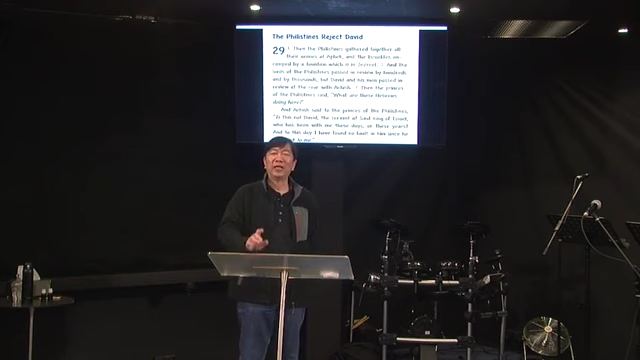 The Philistines Reject David
29 1 Then the Philistines gathered together all
their armies at Aphek, and the Israelites en-
camped by a fountain which is in Jezreel. 2 And the
lords of the Philistines passed in review by hundreds
and by thousands, but David and his men passed in
review at the rear with Achish. 3 Then the princes
of the Philistines said, "What are these Hebrews
doing here?"
And Achish said to the princes of the Philistines,
"Is this not David, the servant of Saul king of Israel,
who has been with me these days, or these years?
And to this day I have found no fault in him since he
to me."